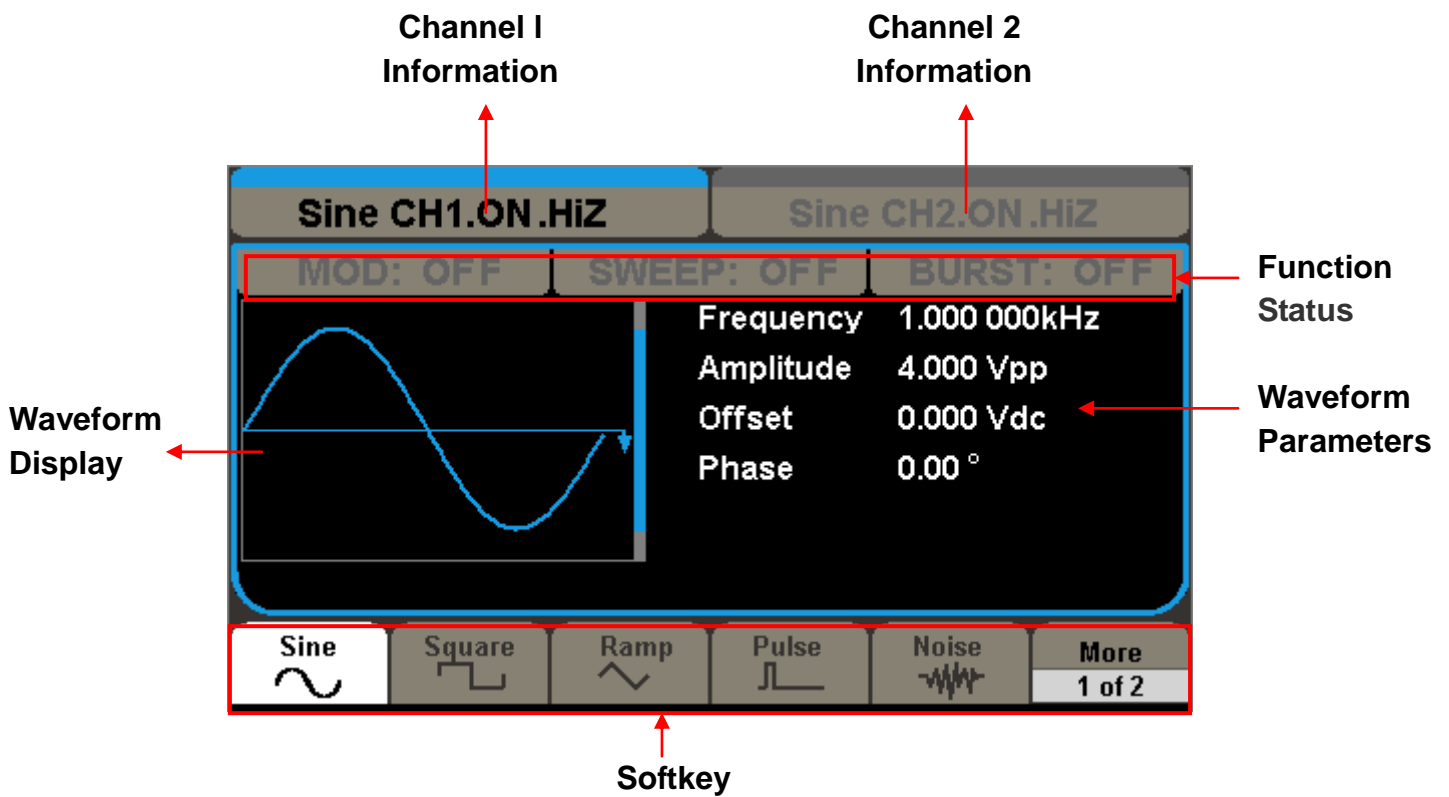 Channel l
Information
Channel 2
Information
Sine CH1.ON.HiZ
Sine CH2.ON.HiZ
MOD: OFF
SWEEP: OFF
BURST: OFF
Function
Status
Frequency 1.000 000kHz
Amplitude 4.000 Vpp
Offset 0.000 Vdc
Phase 0.00 °
Waveform
Parameters
Waveform
Display
Sine
Square
Ramp
Pulse
Noise
More
1 of 2
Softkey